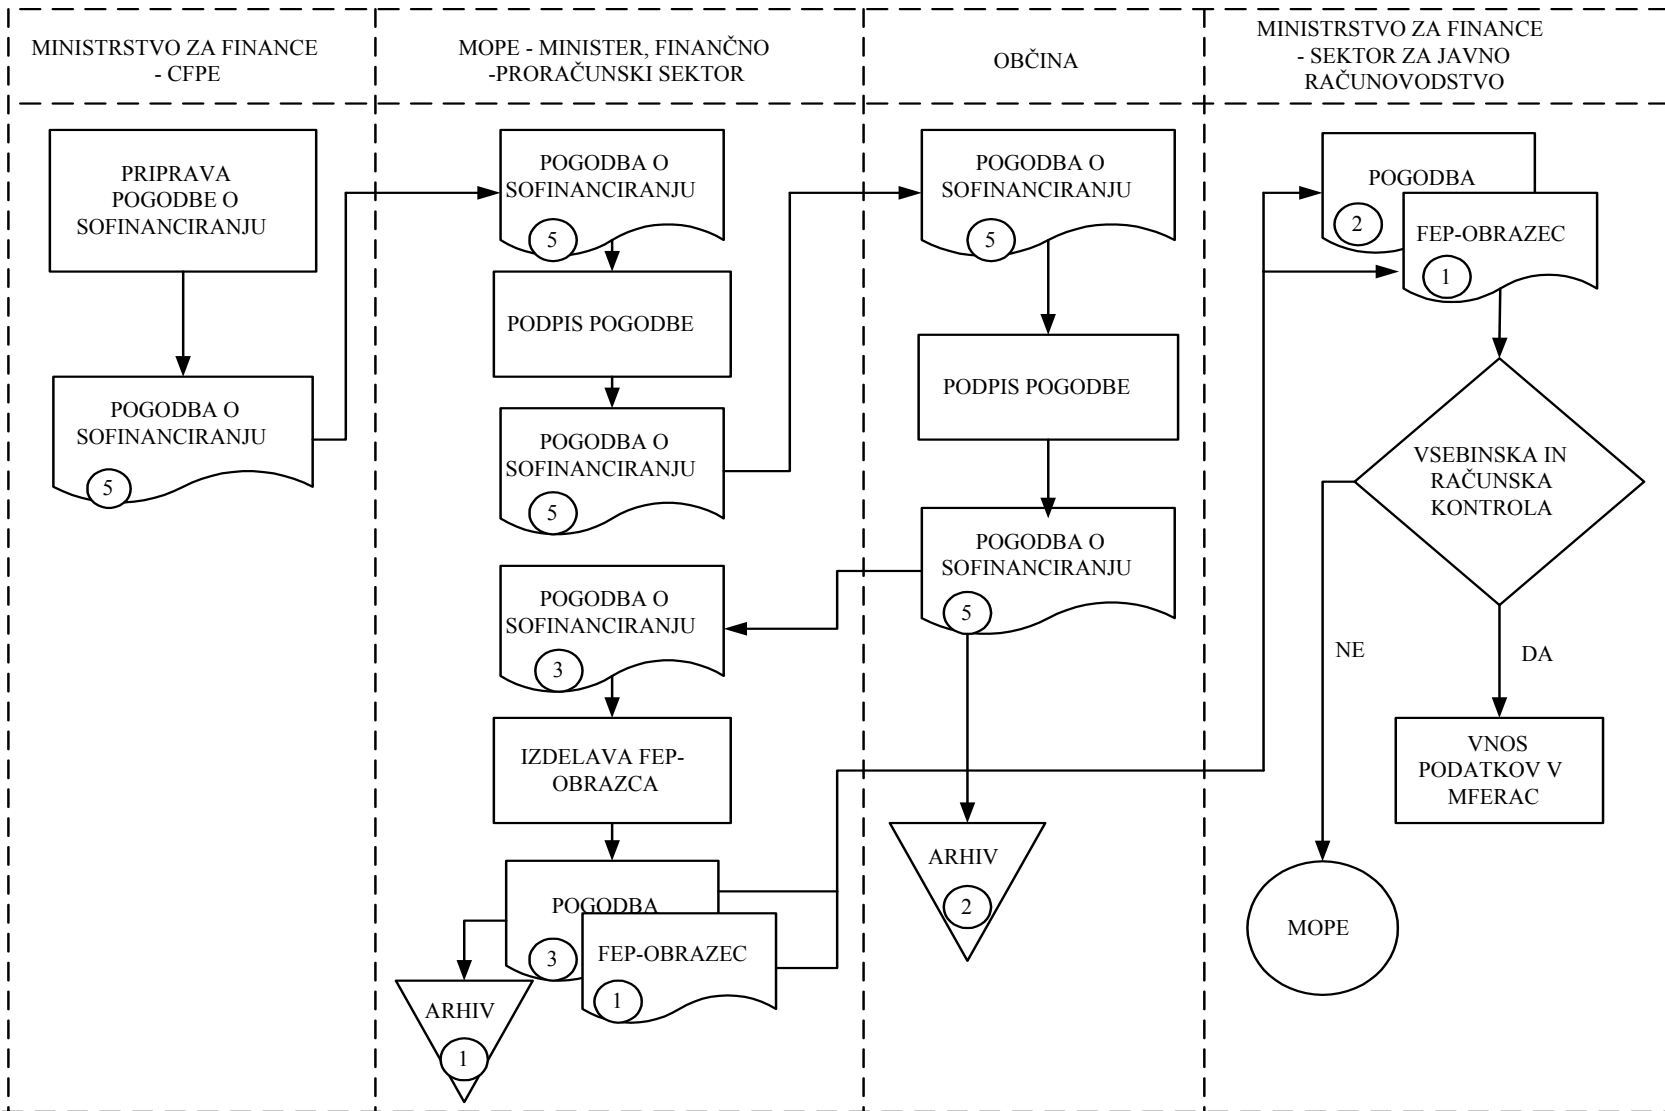 MINISTRSTVO ZA FINANCE
- CFPE
MOPE - MINISTER, FINANČNO
-PRORAČUNSKI SEKTOR
OBČINA
MINISTRSTVO ZA FINANCE
- SEKTOR ZA JAVNO
RAČUNOVODSTVO
PRIPRAVA
POGODBE O
SOFINANCIRANJU
POGODBA O
SOFINANCIRANJU
5
POGODBA O
SOFINANCIRANJU
5
PODPIS POGODBE
POGODBA O
SOFINANCIRANJU
5
POGODBA O
SOFINANCIRANJU
3
IZDELAVA FEP-
OBRAZCA
POGODBA
3
FEP-OBRAZEC
1
ARHIV
1
POGODBA O
SOFINANCIRANJU
5
PODPIS POGODBE
POGODBA O
SOFINANCIRANJU
5
ARHIV
2
POGODBA
2
FEP-OBRAZEC
1
VSEBINSKA IN
RAČUNSKA
KONTROLA
NE
DA
VNOS
PODATKOV V
MFERAC
MOPE